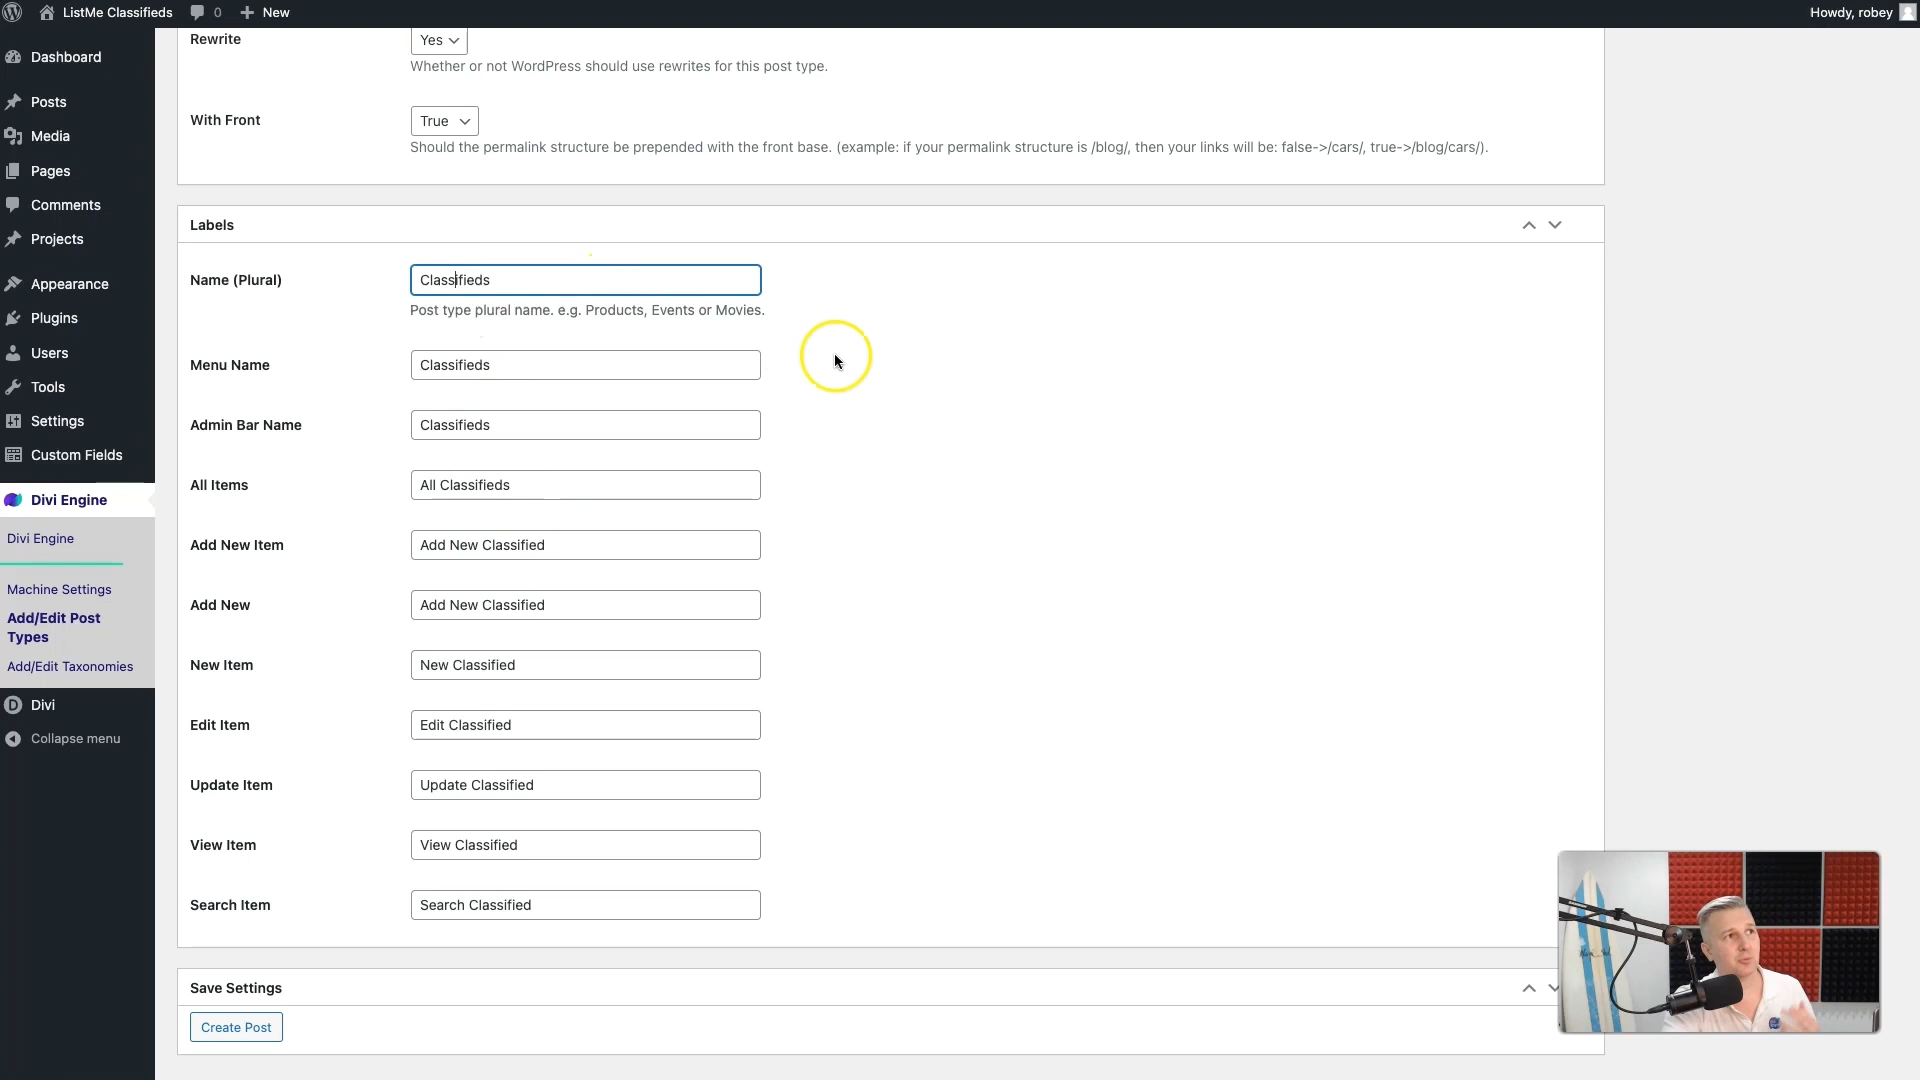 ListMe Classifieds 0 New Howdy, robey
Dashboard
Posts
Media
Pages
Comments
Projects
Appearance
Plugins
Users
Tools
Settings
Custom Fields
Divi Engine
Divi Engine
Machine Settings
Add/Edit Post
Types
Add/Edit Taxonomies
Divi
Collapse menu
Rewrite Yes
Whether or not WordPress should use rewrites for this post type.
With Front True
Should the permalink structure be prepended with the front base. (example: if your permalink structure is /blog/, then your links will be: false->/cars/, true->/blog/cars/).
Labels
Name (Plural) Classifieds
Post type plural name. e.g. Products, Events or Movies.
Menu Name Classifieds
Admin Bar Name Classifieds
All Items All Classifieds
Add New Item Add New Classified
Add New Add New Classified
New Item New Classified
Edit Item Edit Classified
Update Item Update Classified
View Item View Classified
Search Item Search Classified
Save Settings
Create Post